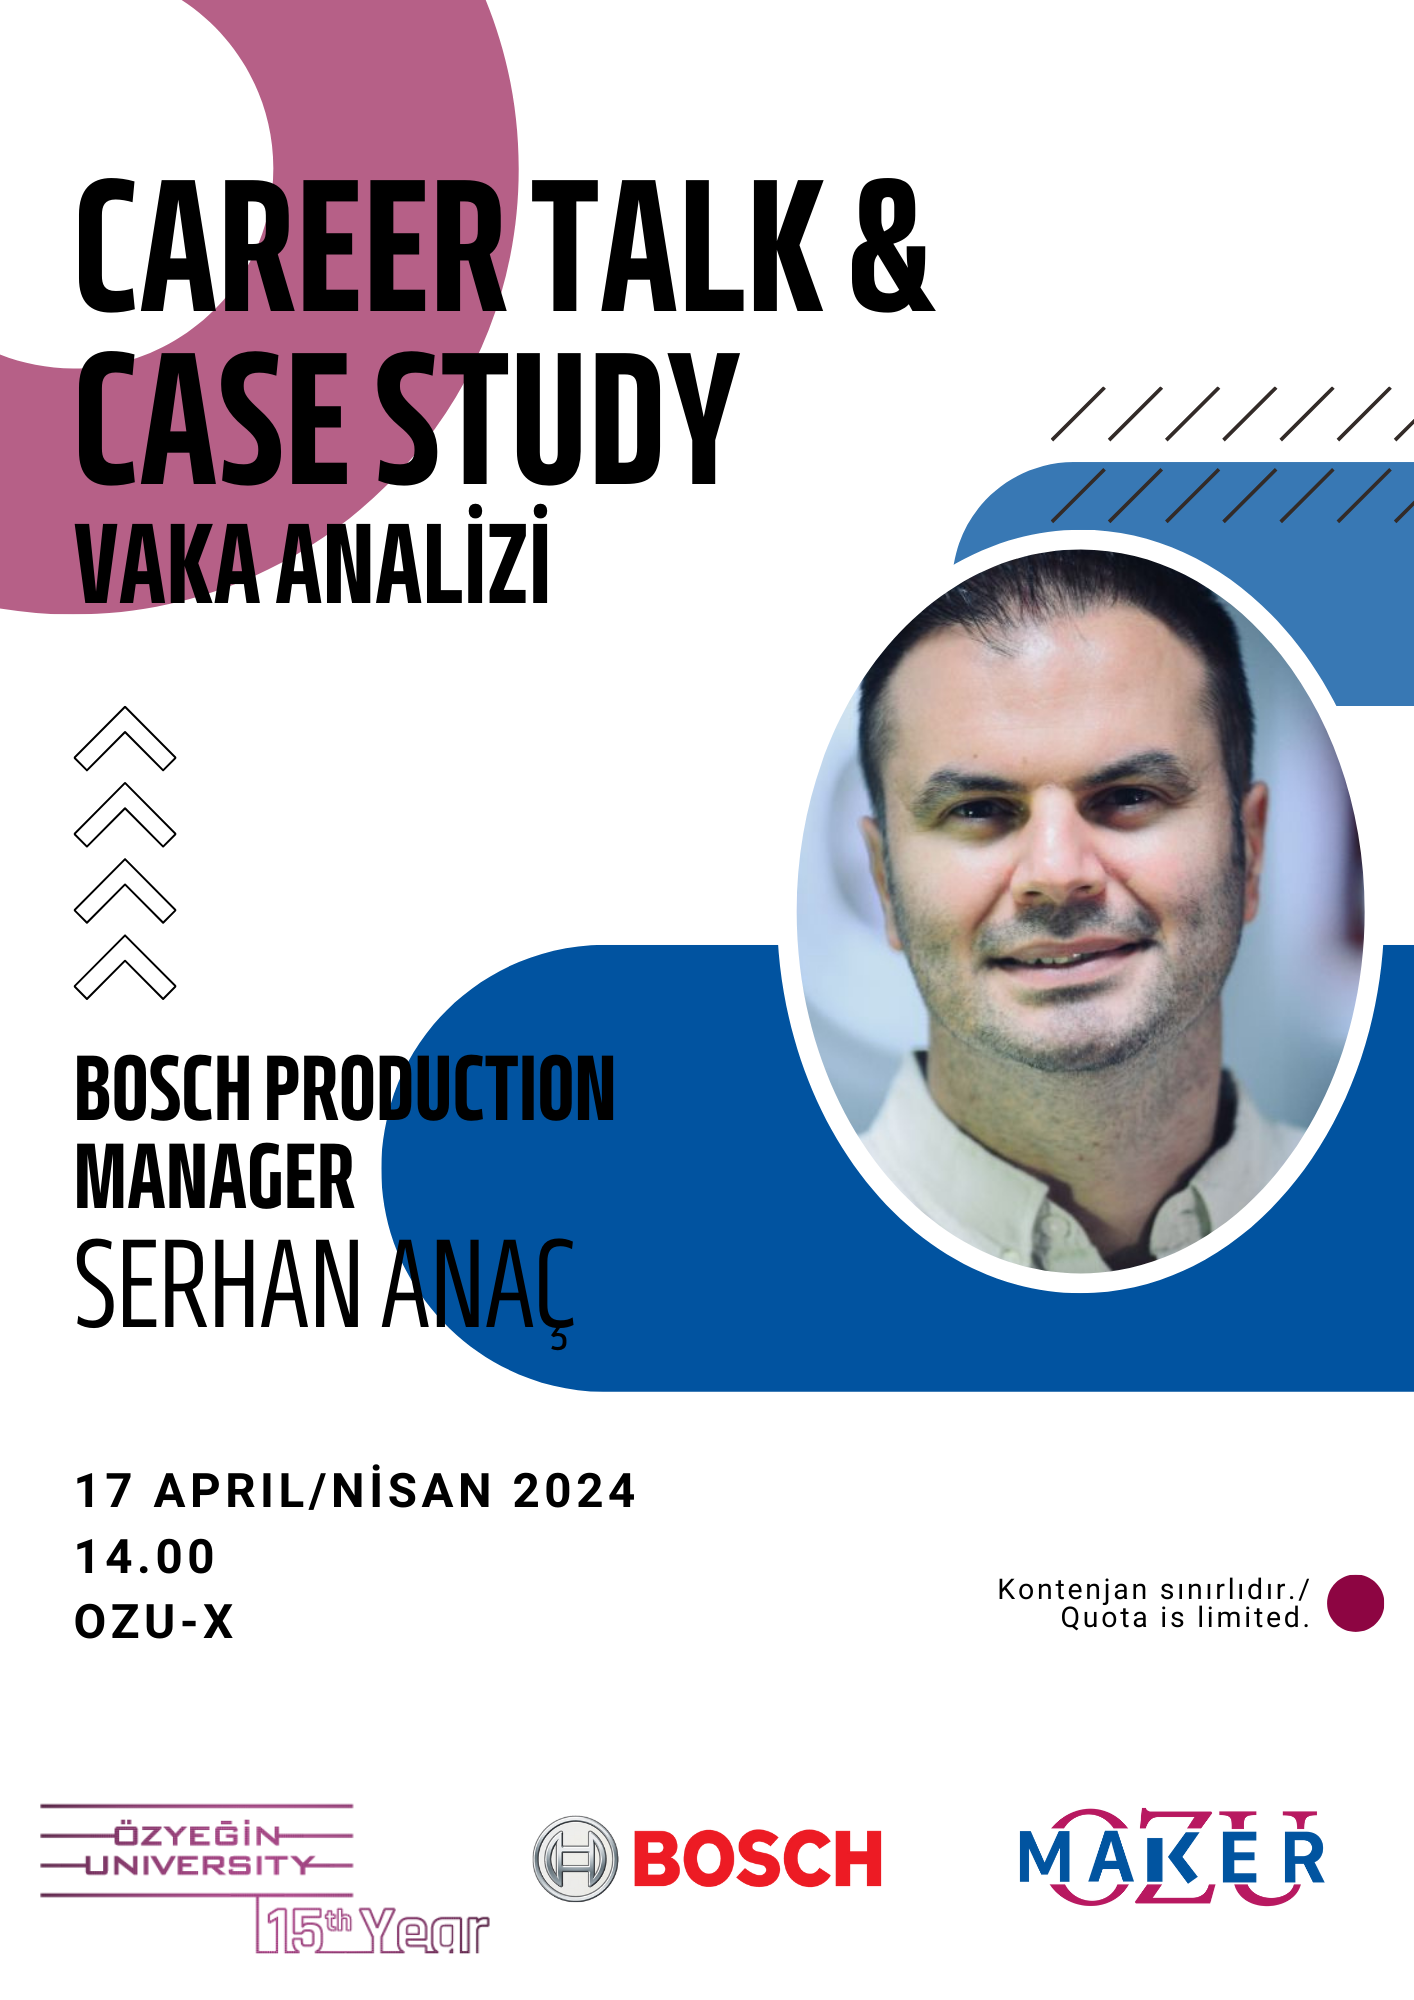 CAREER TALK &
CASE STUDY
VAKA ANALİZİ
BOSCH PRODUCTION
MANAGER
SERHAN ANAÇ
17 APRIL/NİSAN 2024
14.00
OZU-X
Kontenjan sınırlıdır./
Quota is limited.
ÖZYEĞİN
UNIVERSITY
15th Year
BOSCH
OZU
MAKER